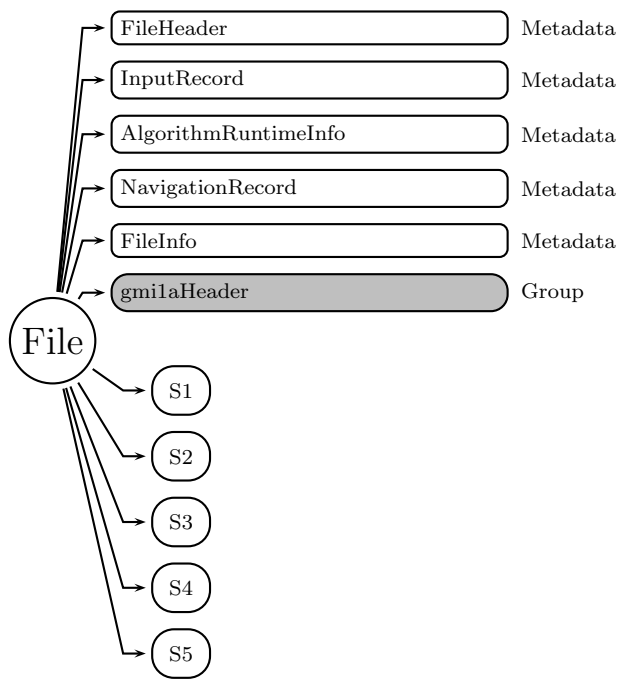 FileHeader Metadata
InputRecord Metadata
AlgorithmRuntimeInfo Metadata
NavigationRecord Metadata
FileInfo Metadata
gmi1aHeader Group
File
S1
S2
S3
S4
S5